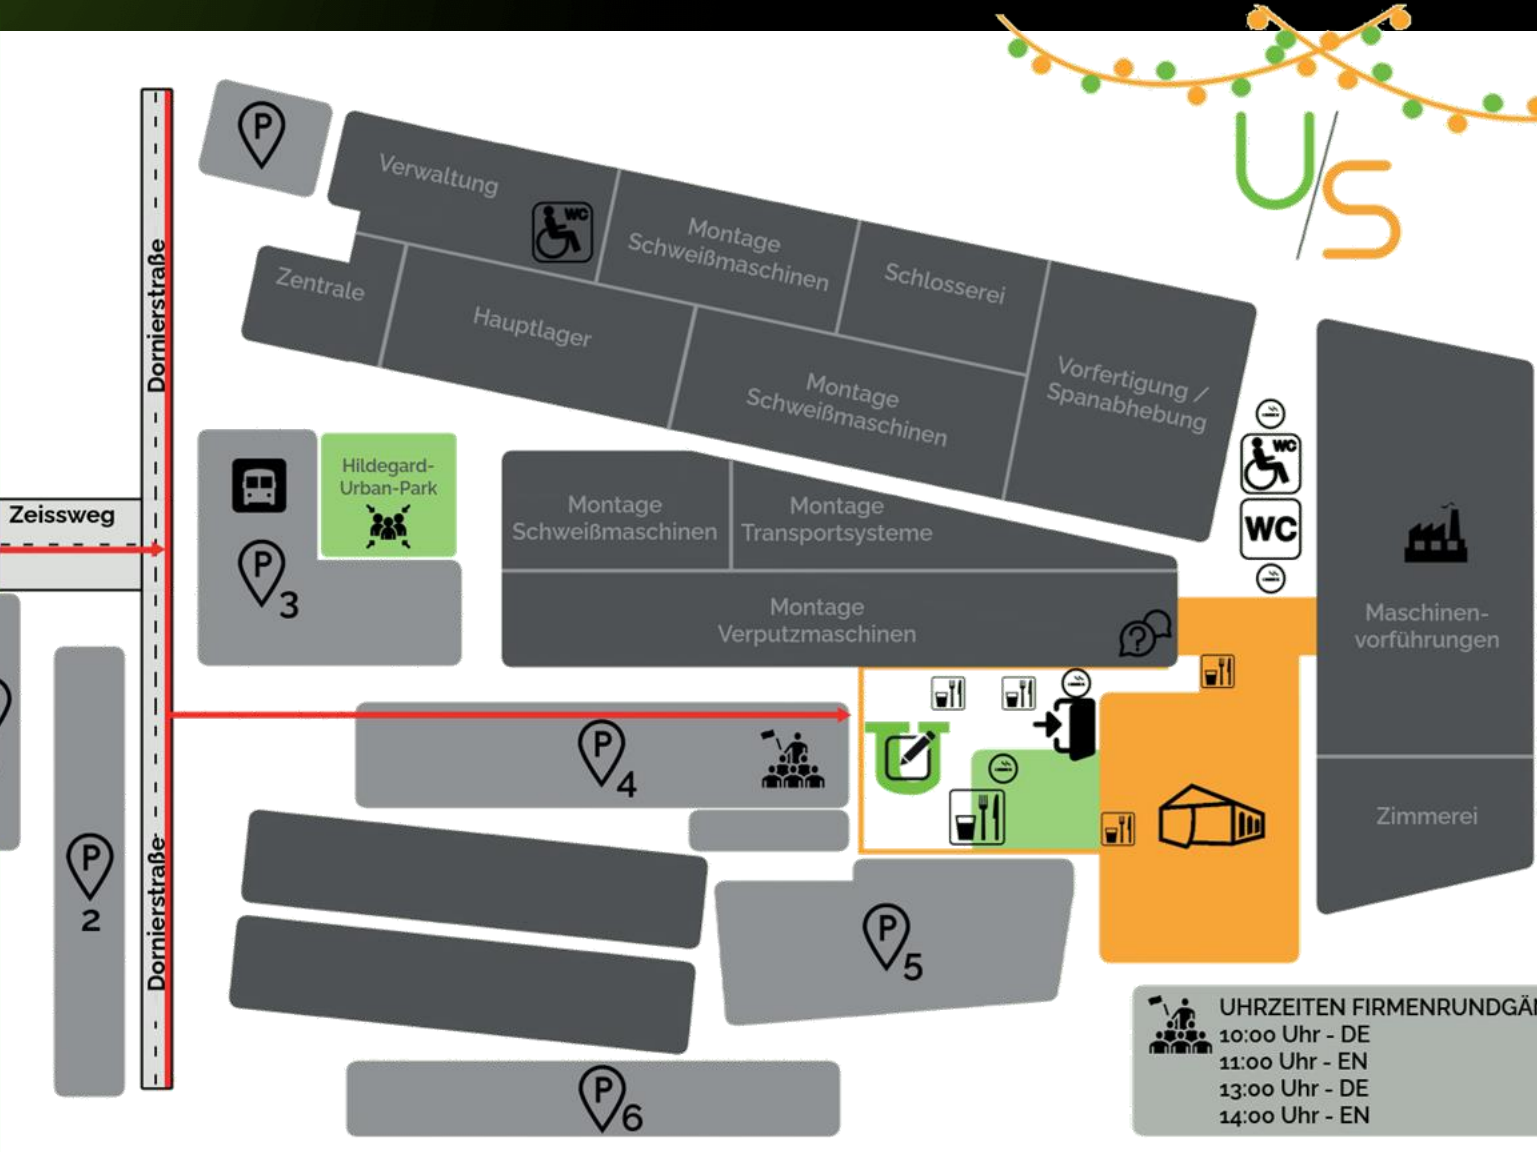 U/S
P
Verwaltung
WC
Montage
Schweißmaschinen
Schlosserei
Zentrale
Hauptlager
Montage
Schweißmaschinen
Vorfertigung /
Spanabhebung
Dornierstraße
Zeissweg
P
3
Hildegard-
Urban-Park
Montage
Schweißmaschinen
Montage
Transportsysteme
Montage
Verputzmaschinen
?
WC
WC
Maschinen-
vorführungen
Zimmerei
P
4
U
P
2
Dornierstraße
P
5
P
6
UHRZEITEN FIRMENRUNDGÄ
10:00 Uhr - DE
11:00 Uhr - EN
13:00 Uhr - DE
14:00 Uhr - EN